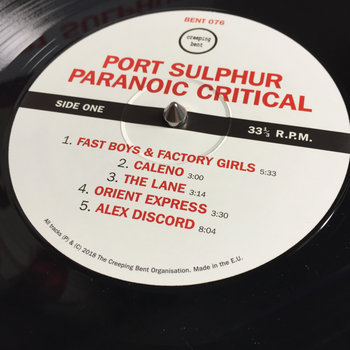 BENT 076
creeping
bent
PORT SULPHUR
PARANOIC CRITICAL
SIDE ONE
33⅓ R.P.M.
1. FAST BOYS & FACTORY GIRLS 5:33
2. CALENO 3:00
3. THE LANE 3:14
4. ORIENT EXPRESS 3:30
5. ALEX DISCORD 8:04
All tracks (P) & (C) 2018 The Creeping Bent Organisation. Made in the E.U.